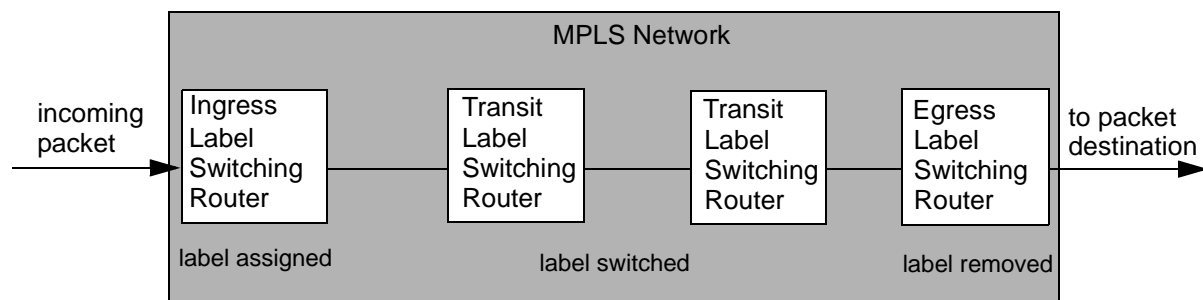 MPLS Network
incoming
packet
Ingress
Label
Switching
Router
Transit
Label
Switching
Router
Transit
Label
Switching
Router
Egress
Label
Switching
Router
to packet
destination
label assigned
label switched
label removed